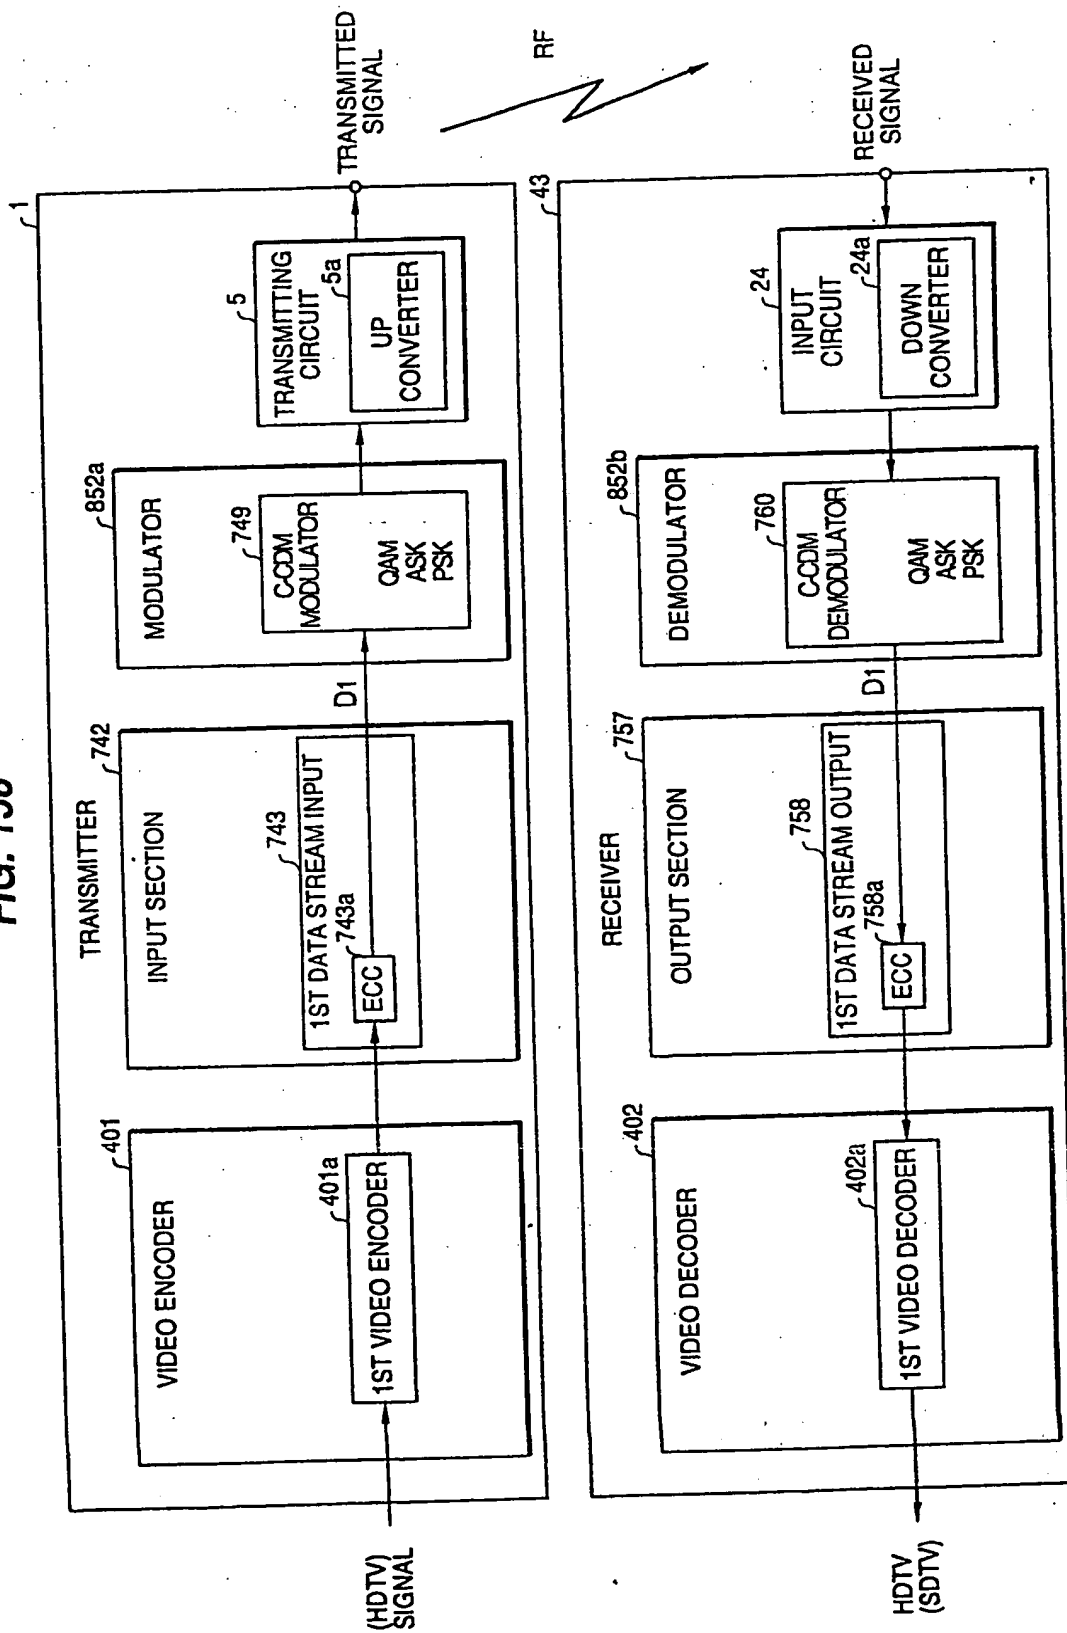 FIG. 156
TRANSMITTER
1
401
VIDEO ENCODER
401a
1ST VIDEO ENCODER
(HDTV)
SIGNAL
742
INPUT SECTION
743
1ST DATA STREAM INPUT
743a
ECC
D1
852a
MODULATOR
749
C-CDM
MODULATOR
QAM
ASK
PSK
5
TRANSMITTING
CIRCUIT
5a
UP
CONVERTER
TRANSMITTED
SIGNAL
RF
RECEIVER
43
402
VIDEO DECODER
402a
1ST VIDEO DECODER
HDTV
(SDTV)
757
OUTPUT SECTION
758
1ST DATA STREAM OUTPUT
758a
ECC
D1
852b
DEMODULATOR
760
C-CDM
DEMODULATOR
QAM
ASK
PSK
24
INPUT
CIRCUIT
24a
DOWN
CONVERTER
RECEIVED
SIGNAL